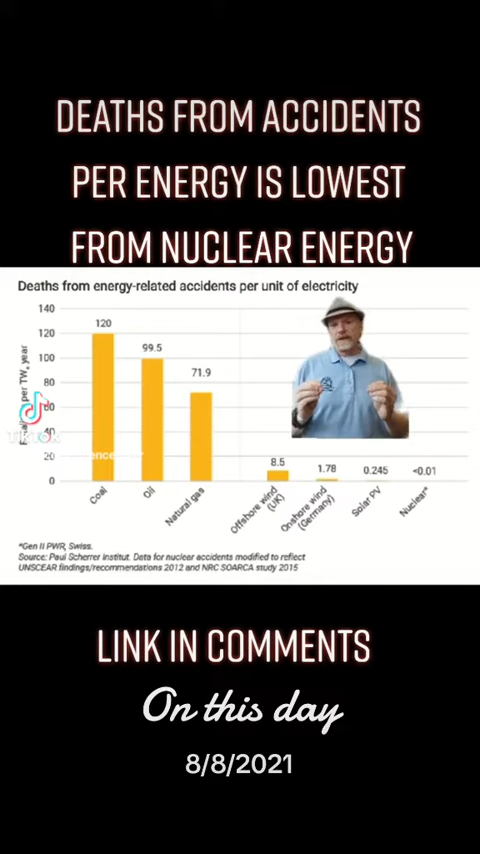 DEATHS FROM ACCIDENTS
PER ENERGY IS LOWEST
FROM NUCLEAR ENERGY
Deaths from energy-related accidents per unit of electricity
140
120
100
80
60
40
20
0
per TW
year
120
99.5
71.9
8.5
1.78
0.245
<0.01
Coal
Oil
Natural gas
Offshore wind
(UK)
Onshore wind
(Germany)
Solar PV
Nuclear*
TikTok
*Gen II PWR, Swiss.
Source: Paul Scherrer Institut. Data for nuclear accidents modified to reflect
UNSCEAR findings/recommendations 2012 and NRC SOARCA study 2015
LINK IN COMMENTS
On this day
8/8/2021